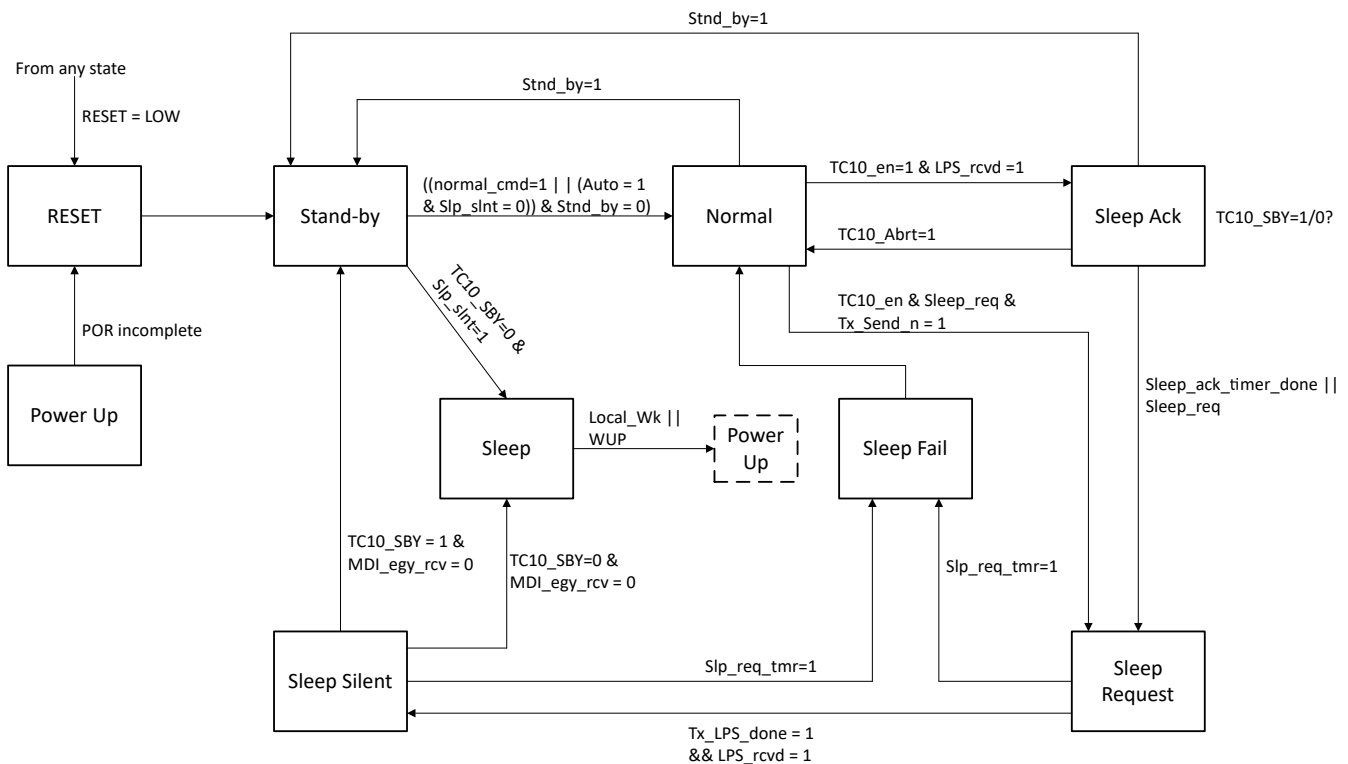 Stnd_by=1
From any state
Stnd_by=1
RESET = LOW
RESET
Stand-by
((normal_cmd=1 | | (Auto = 1
& Slp_slnt = 0)) & Stnd_by = 0)
Normal
TC10_en=1 & LPS_rcvd =1
Sleep Ack
TC10_SBY=1/0?
TC10_Abrt=1
TC10_SBY=0 &
Slp_slnt=1
TC10_en & Sleep_req &
Tx_Send_n = 1
POR incomplete
Power Up
Sleep
Local_Wk ||
WUP
Power
Up
Sleep Fail
Sleep_ack_timer_done ||
Sleep_req
TC10_SBY = 1 &
MDI_egy_rcv = 0
TC10_SBY=0 &
MDI_egy_rcv = 0
Slp_req_tmr=1
Sleep Silent
Slp_req_tmr=1
Sleep
Request
Tx_LPS_done = 1
&& LPS_rcvd = 1